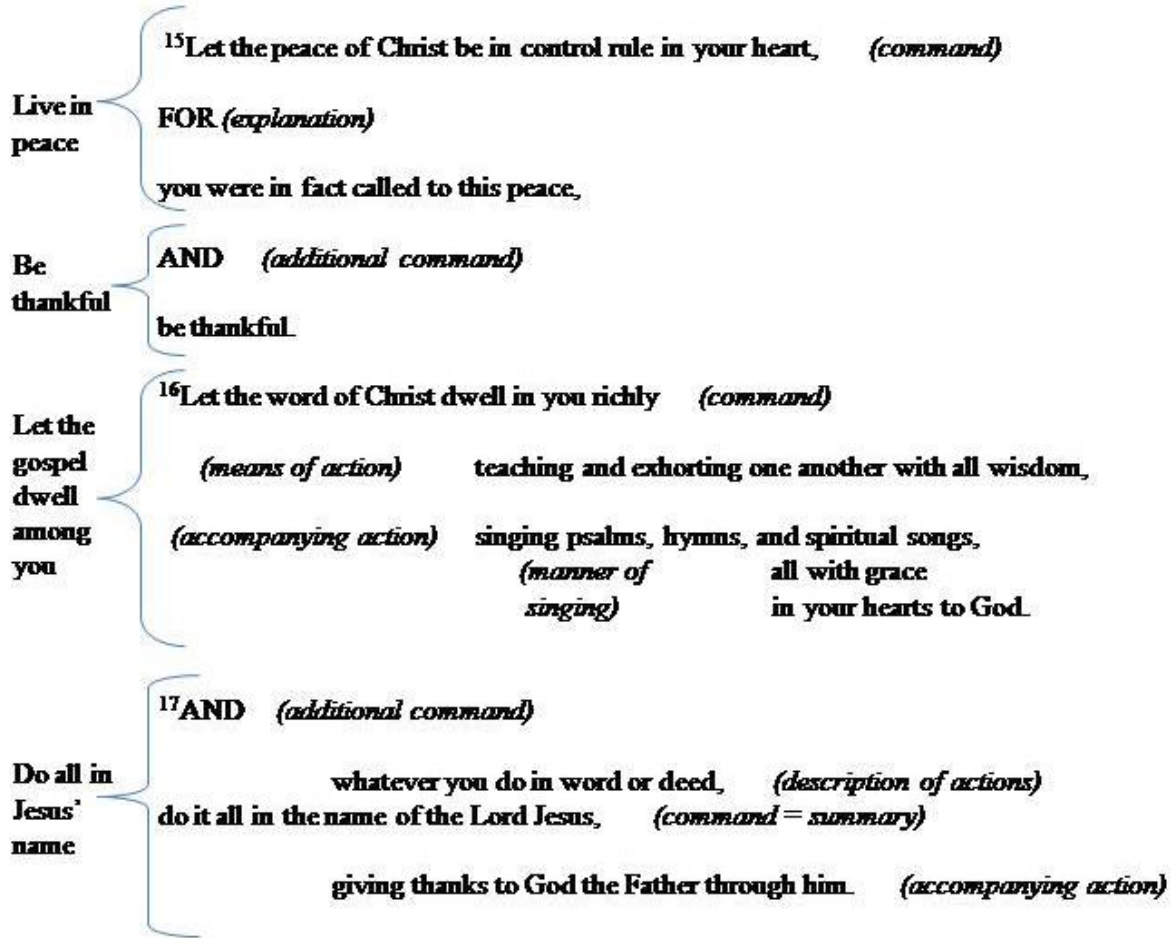 ¹⁵Let the peace of Christ be in control rule in your heart, (command)
Live in
peace
FOR (explanation)
you were in fact called to this peace,
Be
thankful
AND (additional command)
be thankful.
¹⁶Let the word of Christ dwell in you richly (command)
Let the
gospel
dwell
among
you
(means of action) teaching and exhorting one another with all wisdom,
(accompanying action) singing psalms, hymns, and spiritual songs,
(manner of
singing)
all with grace
in your hearts to God.
¹⁷AND (additional command)
Do all in
Jesus’
name
whatever you do in word or deed, (description of actions)
do it all in the name of the Lord Jesus, (command = summary)
giving thanks to God the Father through him. (accompanying action)